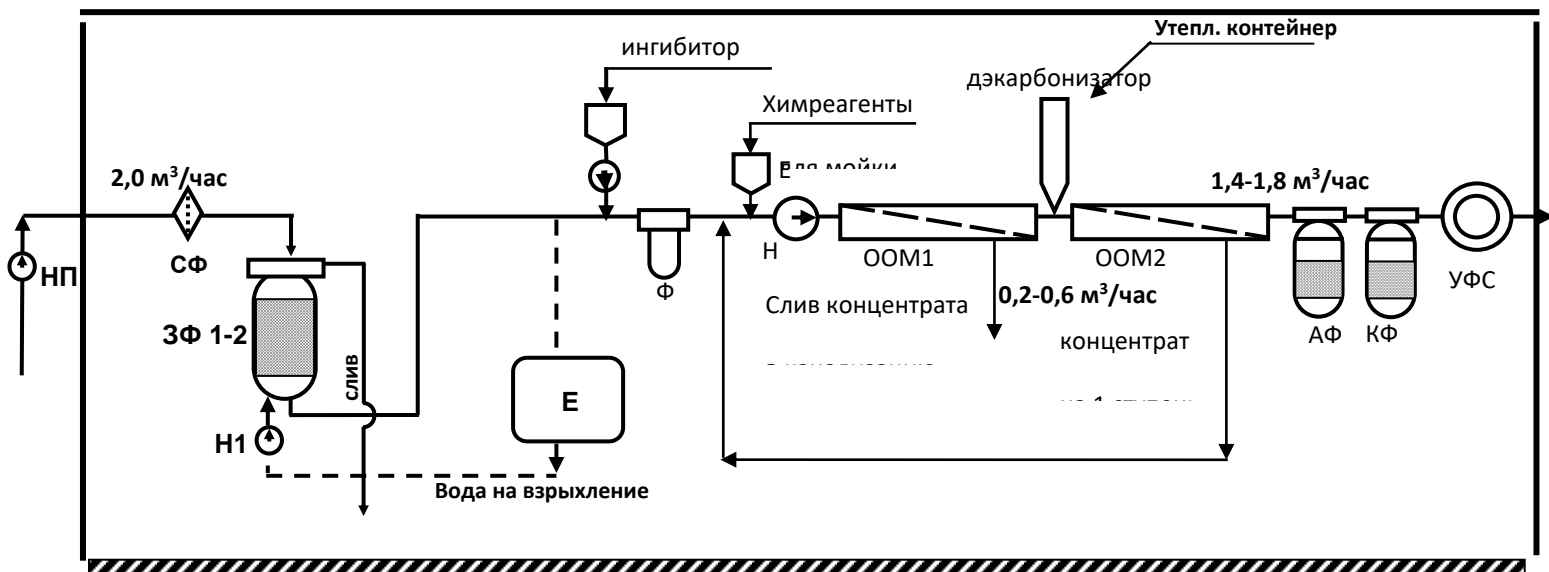 Утепл. контейнер
ингибитор
дэкарбонизатор
Химреагенты
Е
2,0 м³/час
1,4-1,8 м³/час
НП
СФ
ЗФ 1-2
слив
Н1
Е
Вода на взрыхление
Ф
Н
ООМ1
ООМ2
УФС
Слив концентрата
0,2-0,6 м³/час
концентрат
АФ
КФ